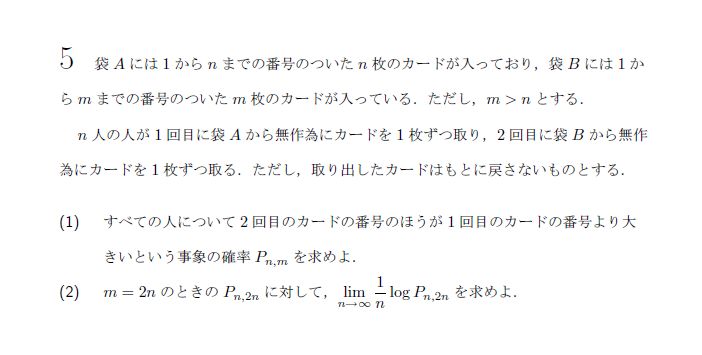 5 袋 A には 1 から n までの番号のついた n 枚のカードが入っており，袋 B には 1 か
ら m までの番号のついた m 枚のカードが入っている．ただし，m > n とする．
n 人の人が 1 回目に袋 A から無作為にカードを 1 枚ずつ取り，2 回目に袋 B から無作
為にカードを 1 枚ずつ取る．ただし，取り出したカードはもとに戻さないものとする．
(1) すべての人について 2 回目のカードの番号のほうが 1 回目のカードの番号より大
きいという事象の確率 P_{n,m} を求めよ．
(2) m = 2n のときの P_{n,2n} に対して，lim_{n→∞} \frac{1}{n} log P_{n,2n} を求めよ．